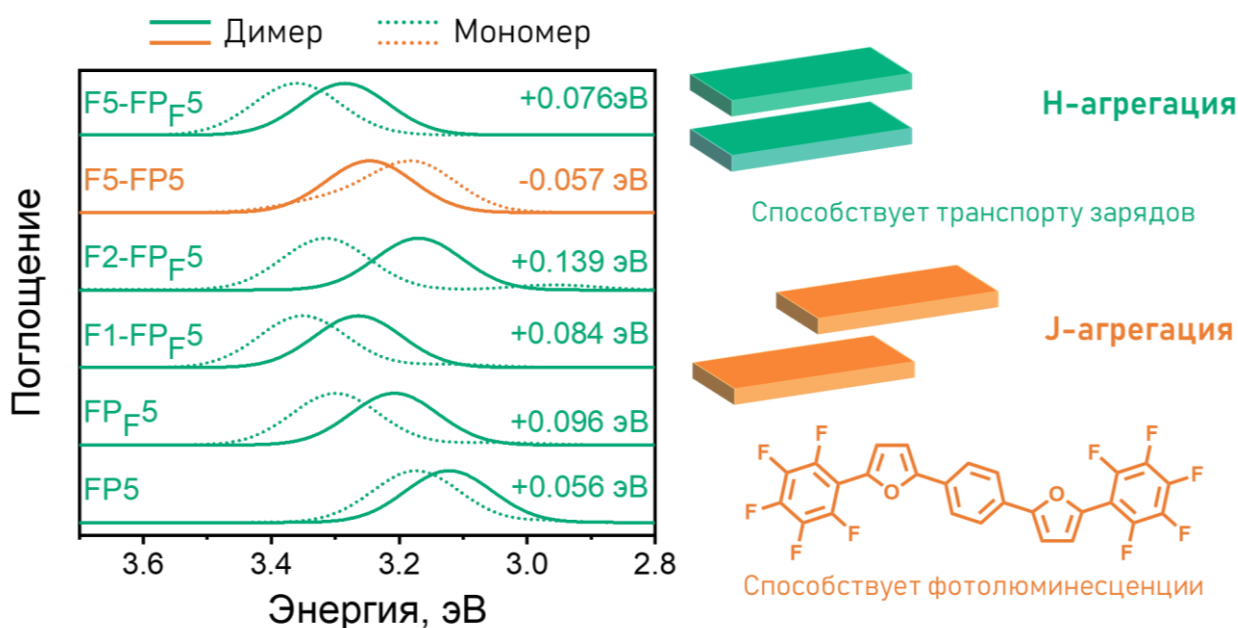 Димер
Мономер
Поглощение
F5-FPF5
+0.076эВ
F5-FP5
-0.057 эВ
F2-FPF5
+0.139 эВ
F1-FPF5
+0.084 эВ
FPF5
+0.096 эВ
FP5
+0.056 эВ
3.6 3.4 3.2 3.0 2.8
Энергия, эВ
H-агрегация
Способствует транспорту зарядов
J-агрегация
F F F F F O O F F F F F
Способствует фотолюминесценции